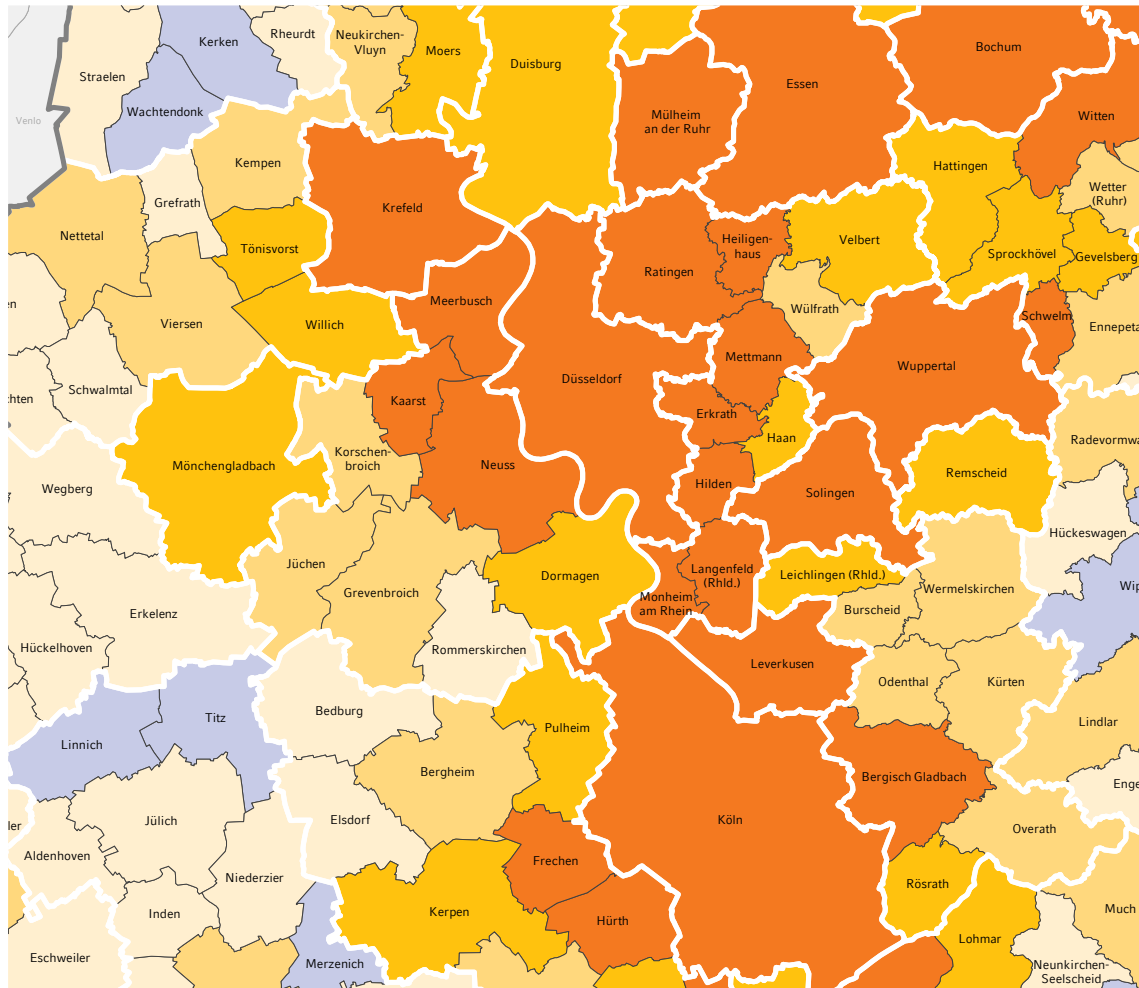 Kerken
Rheurdt
Neukirchen-
Vluyn
Moers
Duisburg
Essen
Bochum
Straelen
Wachtendonk
Venlo
Mülheim
an der Ruhr
Witten
Kempen
Hattingen
Wetter
(Ruhr)
Grefrath
Krefeld
Nettetal
Tönisvorst
Heiligen-
haus
Velbert
Sprockhövel
Gevelsberg
Ratingen
en
Meerbusch
Wülfrath
Schwelm
Viersen
Willich
Ennepeta
Mettmann
Wuppertal
Düsseldorf
Schwalmtal
chten
Kaarst
Erkrath
Haan
Radevormwa
Korschen-
broich
Mönchengladbach
Neuss
Remscheid
Wegberg
Hilden
Solingen
Hückeswagen
Jüchen
Dormagen
Langenfeld
(Rhld.)
Leichlingen (Rhld.)
Grevenbroich
Monheim
am Rhein
Wermelskirchen
Wip
Burscheid
Erkelenz
Hückelhoven
Rommerskirchen
Leverkusen
Odenthal
Kürten
Bedburg
Titz
Lindlar
Linnich
Pulheim
Bergheim
Bergisch Gladbach
Enge
Jülich
Elsdorf
Köln
Overath
ler
Aldenhoven
Frechen
Niederzier
Rösrath
Inden
Kerpen
Hürth
Much
Lohmar
Eschweiler
Merzenich
Neunkirchen-
Seelscheid